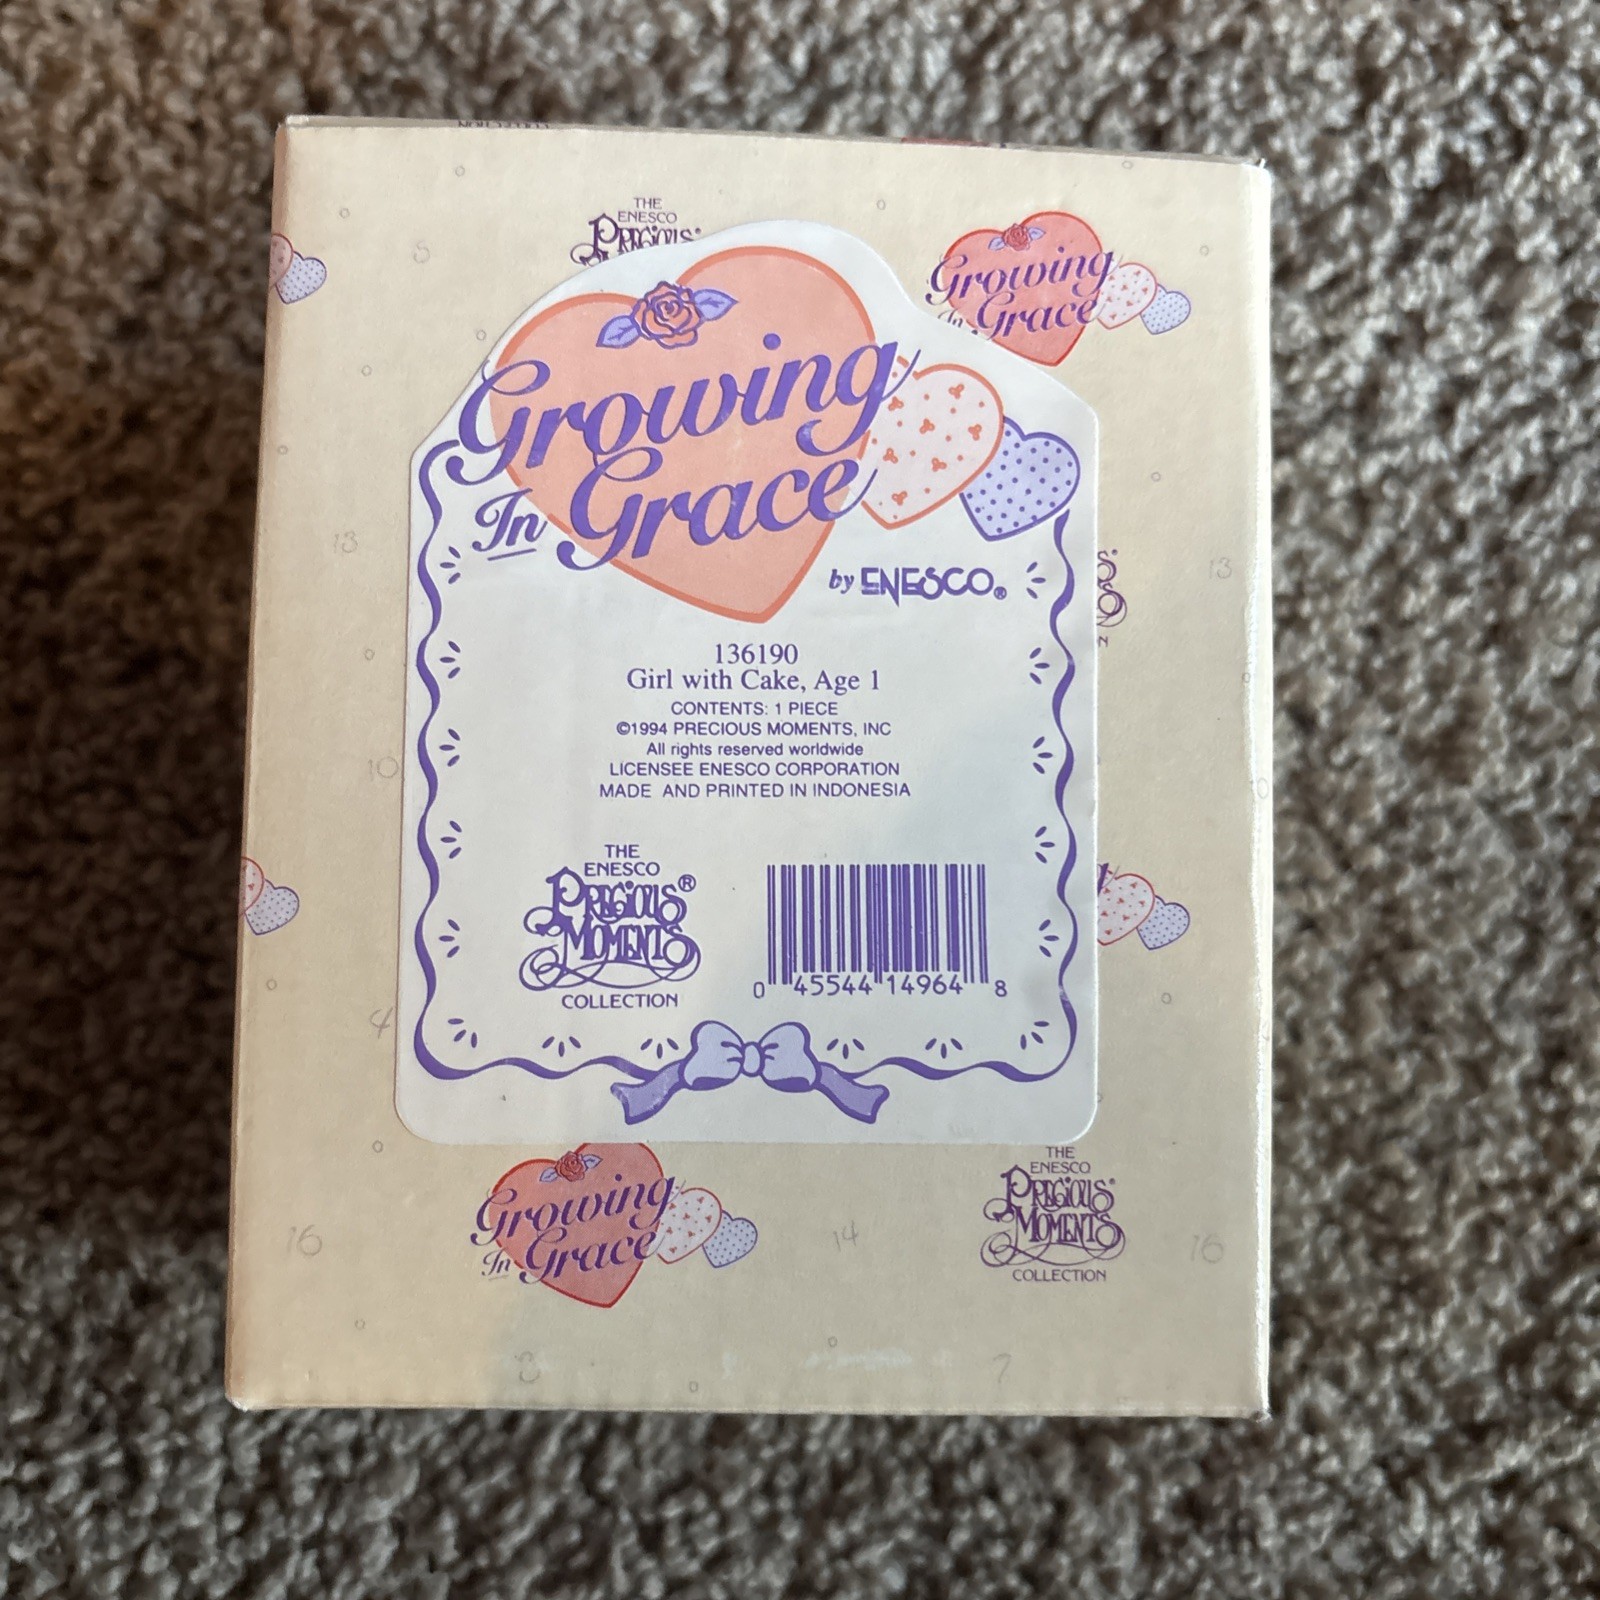 THE
ENESCO
PRECIOUS
Growing
In Grace
Growing
In Grace
by ENESCO®
136190
Girl with Cake, Age 1
CONTENTS: 1 PIECE
©1994 PRECIOUS MOMENTS, INC
All rights reserved worldwide
LICENSEE ENESCO CORPORATION
MADE AND PRINTED IN INDONESIA
THE
ENESCO
PRECIOUS®
MOMENTS
COLLECTION
0 45544 14964 8
Growing
In Grace
THE
ENESCO
PRECIOUS
MOMENTS
COLLECTION
13
13
10
4
16
14
16
3
7